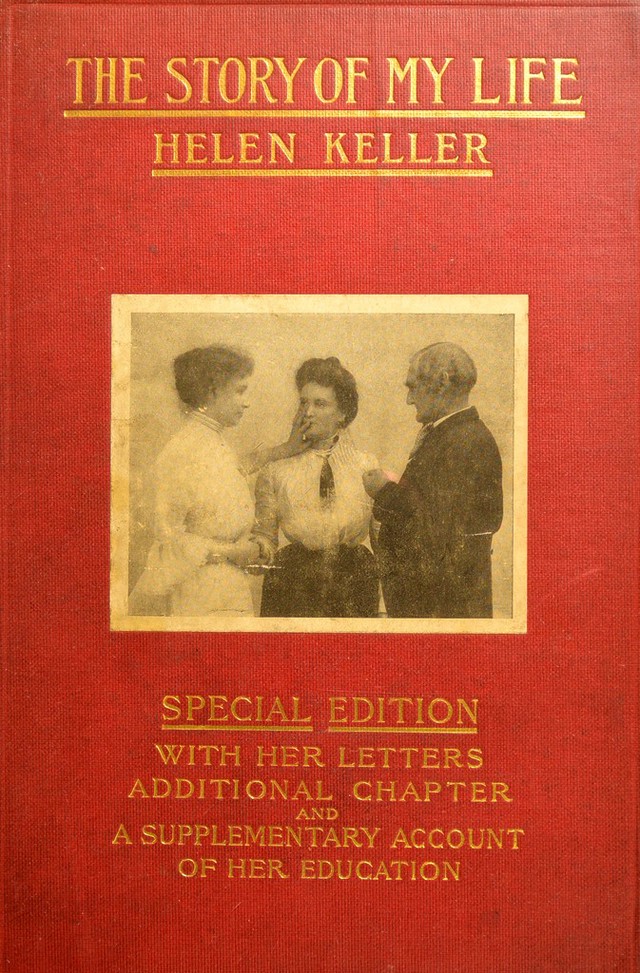 THE STORY OF MY LIFE
HELEN KELLER
SPECIAL EDITION
WITH HER LETTERS
ADDITIONAL CHAPTER
AND
A SUPPLEMENTARY ACCOUNT
OF HER EDUCATION